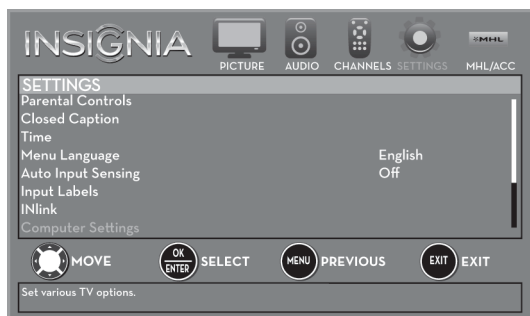 INSIGNIA
PICTURE AUDIO CHANNELS SETTINGS MHL/ACC
MHL
SETTINGS
Parental Controls
Closed Caption
Time
Menu Language English
Auto Input Sensing Off
Input Labels
INlink
Computer Settings
MOVE OK ENTER SELECT MENU PREVIOUS EXIT EXIT
Set various TV options.